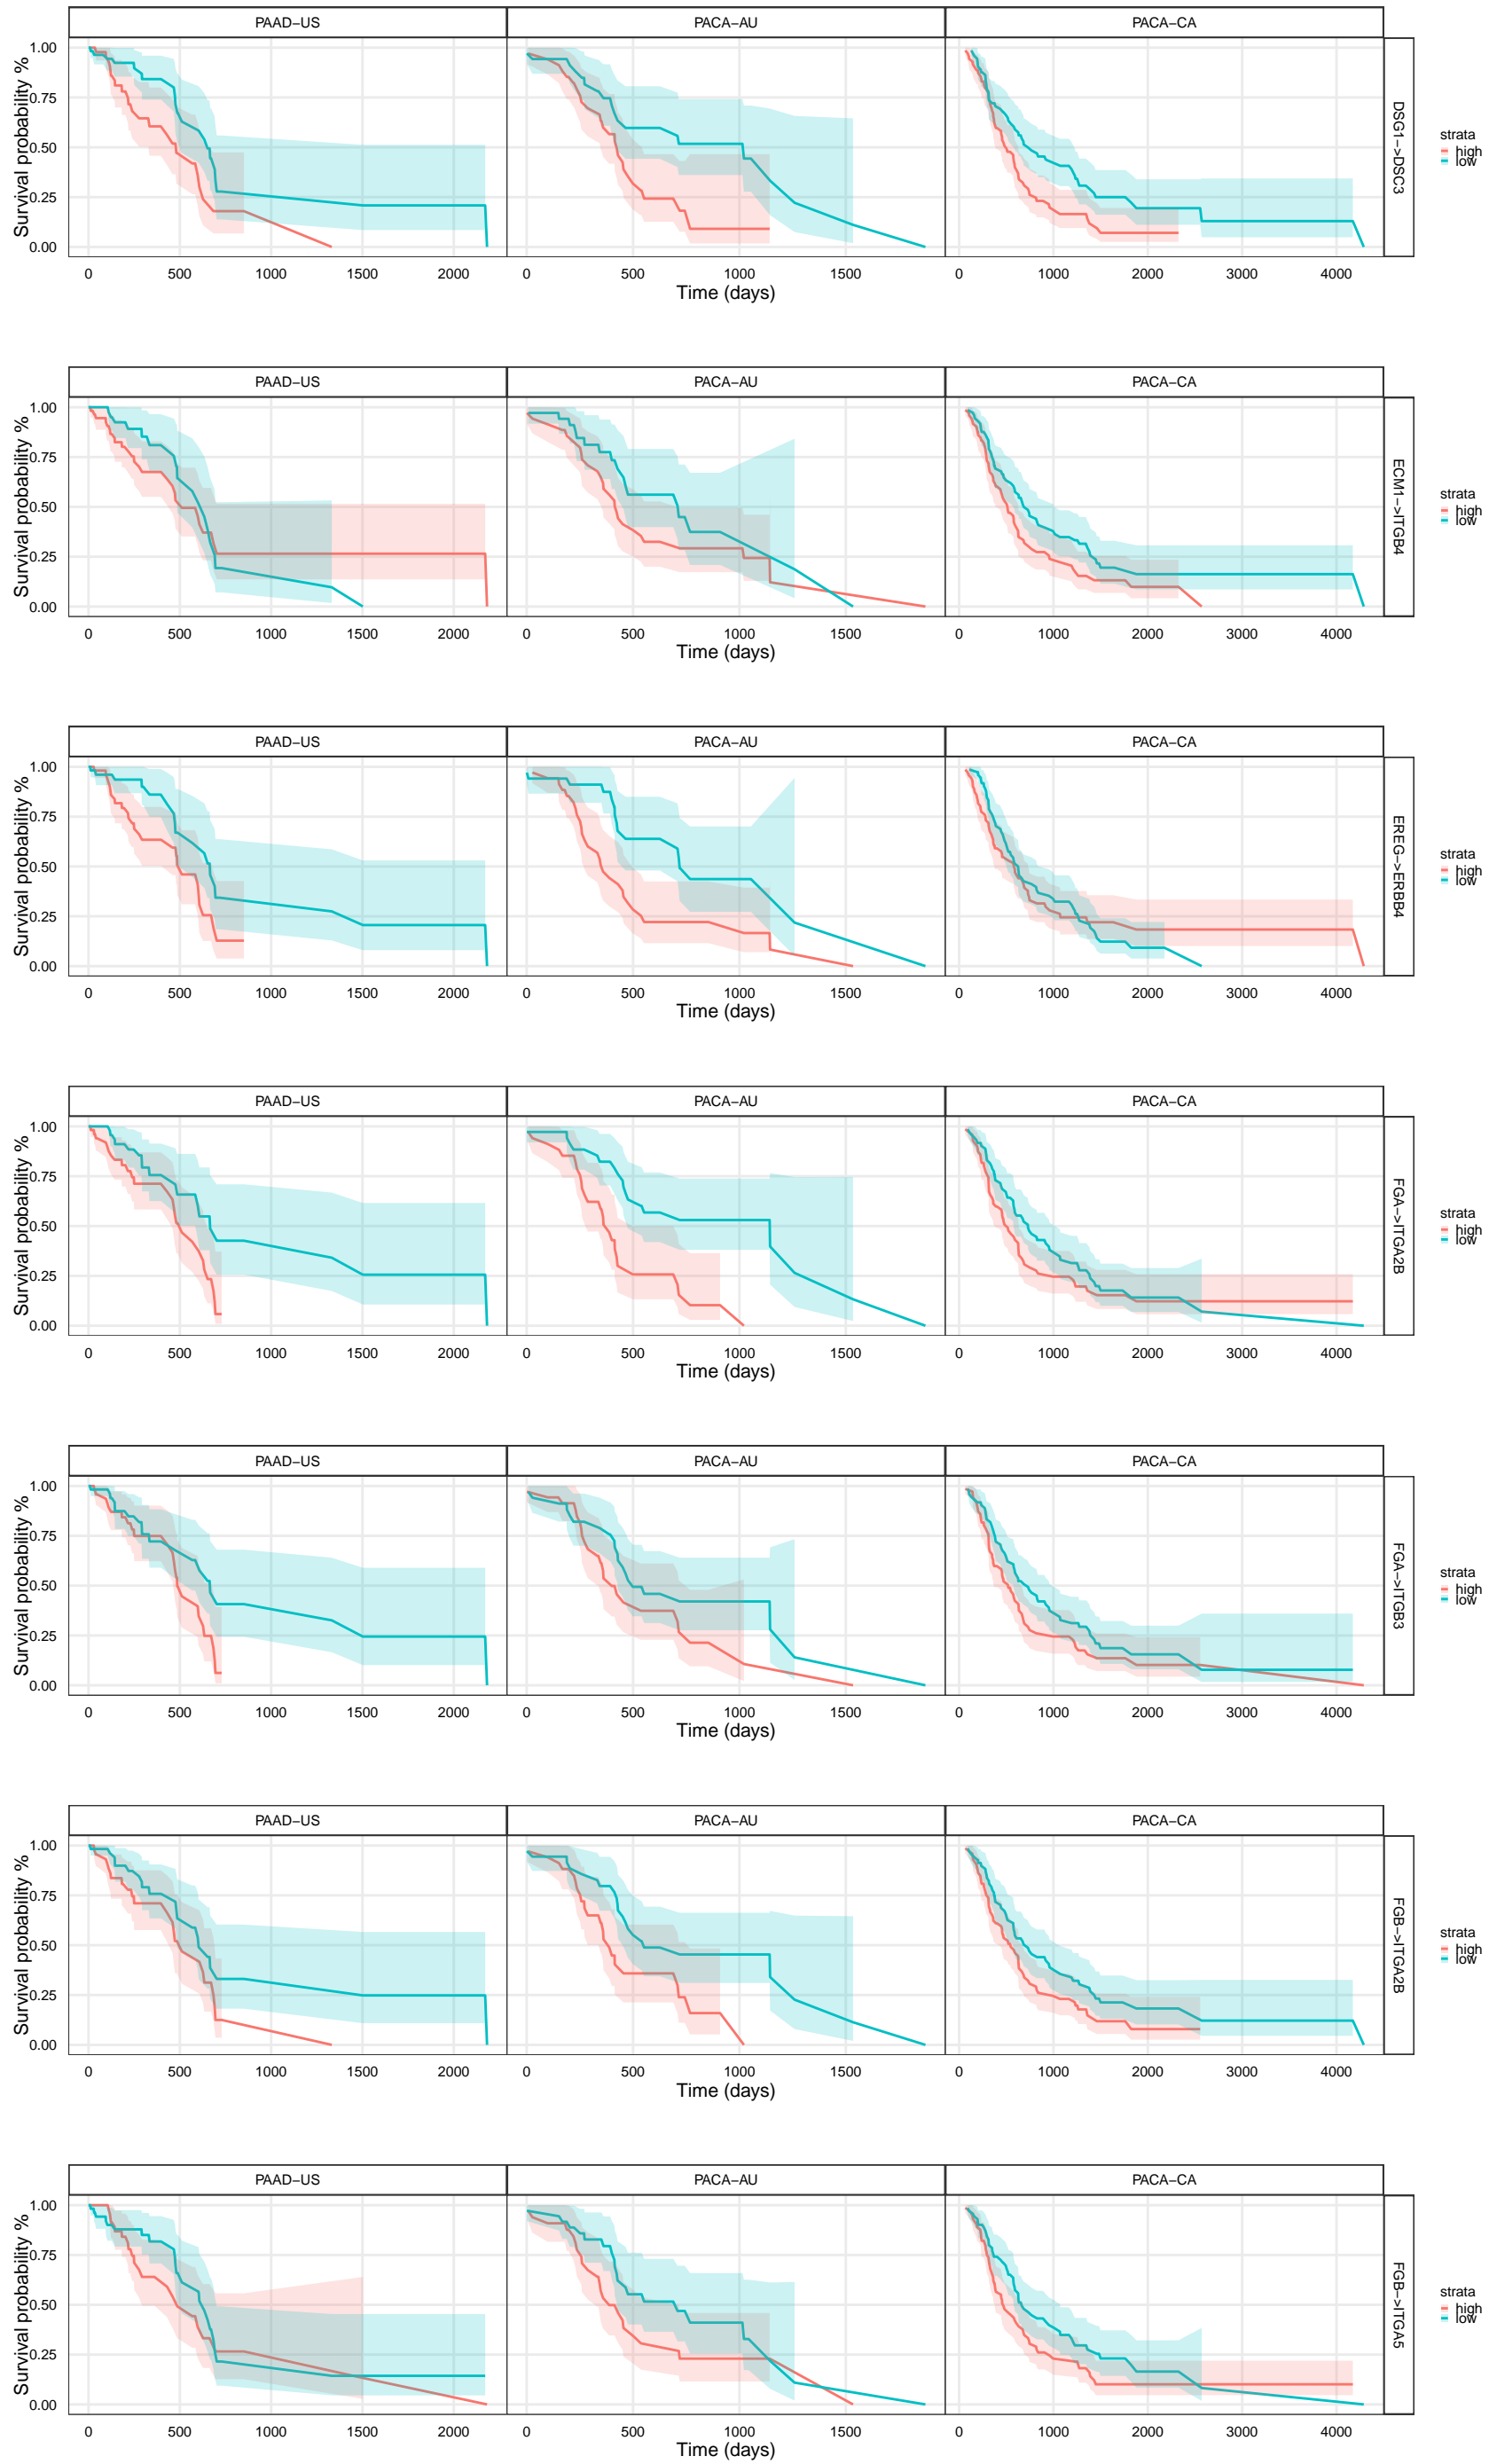 PAAD−US PACA−AU PACA−CA
Survival probability %
1.00
0.75
0.50
0.25
0.00
DSG1−>DSC3
strata
high
low
0 500 1000 1500 2000 0 500 1000 1500 0 1000 2000 3000 4000
Time (days)
PAAD−US PACA−AU PACA−CA
Survival probability %
1.00
0.75
0.50
0.25
0.00
ECM1−>ITGB4
strata
high
low
0 500 1000 1500 2000 0 500 1000 1500 0 1000 2000 3000 4000
Time (days)
PAAD−US PACA−AU PACA−CA
Survival probability %
1.00
0.75
0.50
0.25
0.00
EREG−>ERBB4
strata
high
low
0 500 1000 1500 2000 0 500 1000 1500 0 1000 2000 3000 4000
Time (days)
PAAD−US PACA−AU PACA−CA
Survival probability %
1.00
0.75
0.50
0.25
0.00
FGA−>ITGA2B
strata
high
low
0 500 1000 1500 2000 0 500 1000 1500 0 1000 2000 3000 4000
Time (days)
PAAD−US PACA−AU PACA−CA
Survival probability %
1.00
0.75
0.50
0.25
0.00
FGA−>ITGB3
strata
high
low
0 500 1000 1500 2000 0 500 1000 1500 0 1000 2000 3000 4000
Time (days)
PAAD−US PACA−AU PACA−CA
Survival probability %
1.00
0.75
0.50
0.25
0.00
FGB−>ITGA2B
strata
high
low
0 500 1000 1500 2000 0 500 1000 1500 0 1000 2000 3000 4000
Time (days)
PAAD−US PACA−AU PACA−CA
Survival probability %
1.00
0.75
0.50
0.25
0.00
FGB−>ITGA5
strata
high
low
0 500 1000 1500 2000 0 500 1000 1500 0 1000 2000 3000 4000
Time (days)